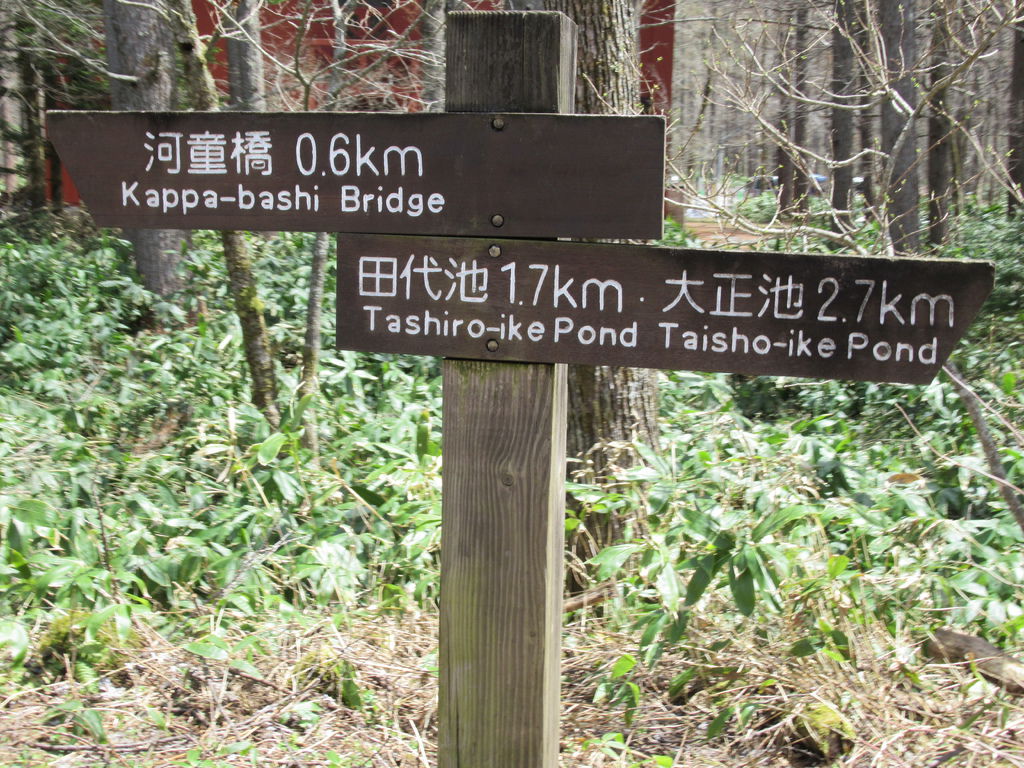 河童橋 0.6km
Kappa-bashi Bridge
田代池 1.7km · 大正池 2.7km
Tashiro-ike Pond Taisho-ike Pond